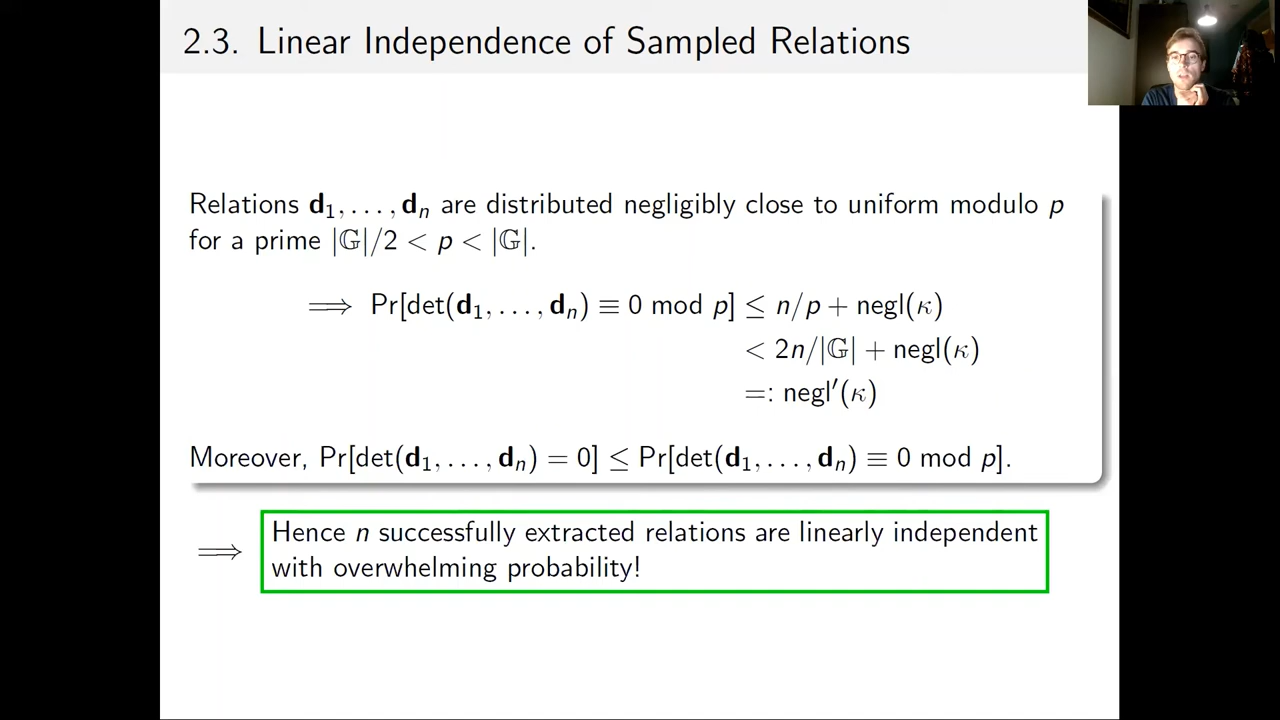 2.3. Linear Independence of Sampled Relations
Relations d₁, . . . , dₙ are distributed negligibly close to uniform modulo p
for a prime |𝔾|/2 < p < |𝔾|.
⟹ Pr[det(d₁, . . . , dₙ) ≡ 0 mod p] ≤ n/p + negl(κ)
< 2n/|𝔾| + negl(κ)
=: negl′(κ)
Moreover, Pr[det(d₁, . . . , dₙ) = 0] ≤ Pr[det(d₁, . . . , dₙ) ≡ 0 mod p].
⟹ Hence n successfully extracted relations are linearly independent
with overwhelming probability!